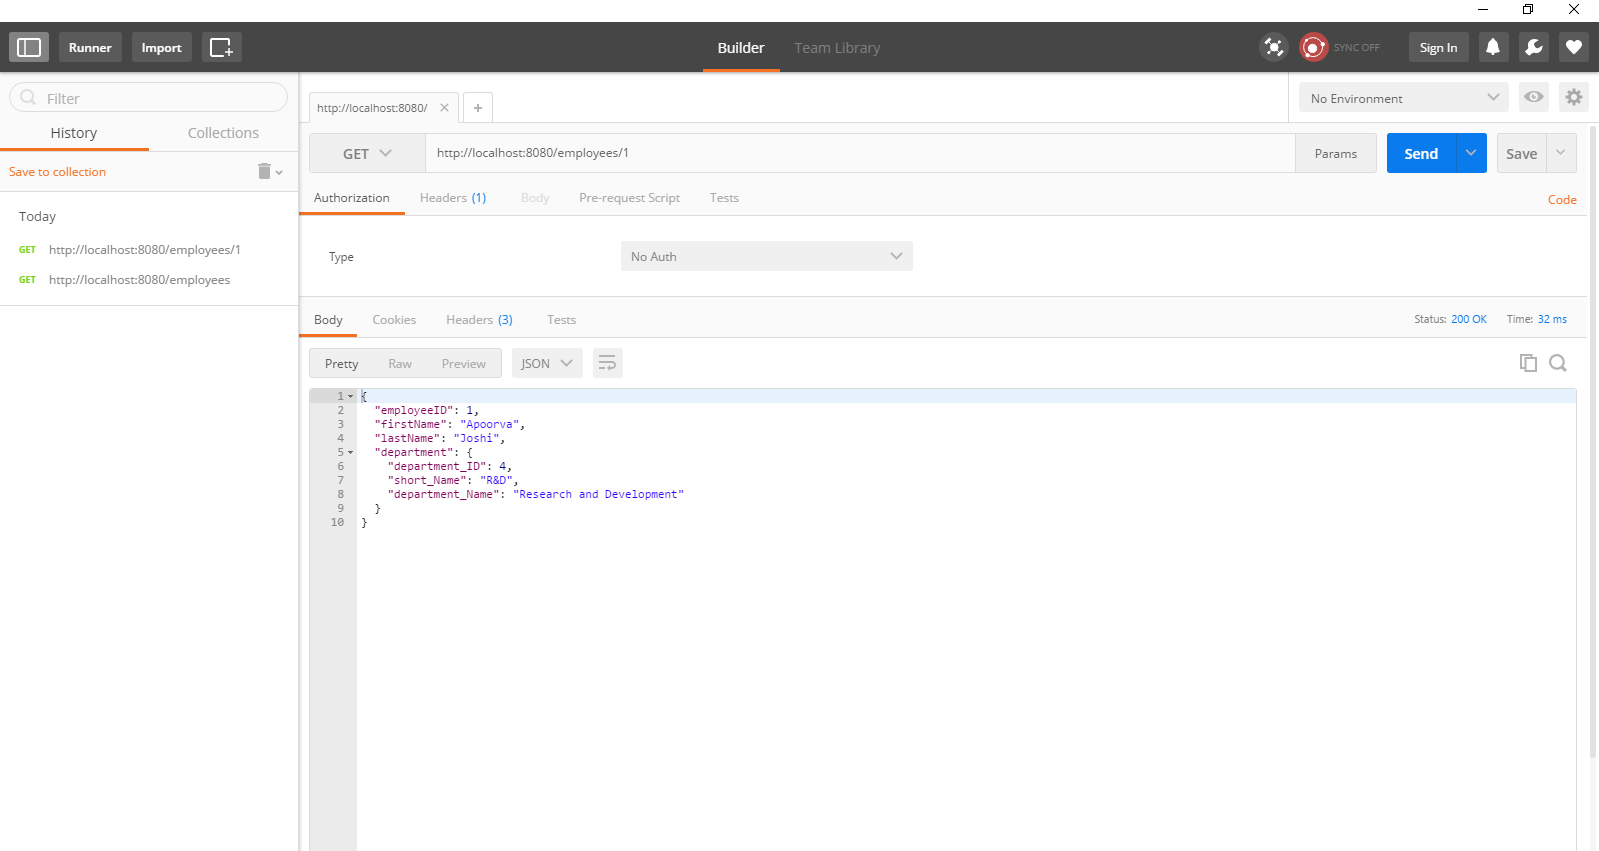 Runner Import Builder Team Library SYNC OFF Sign In
Filter
History Collections
Save to collection
Today
GET http://localhost:8080/employees/1
GET http://localhost:8080/employees
http://localhost:8080/ No Environment
GET http://localhost:8080/employees/1 Params Send Save
Authorization Headers (1) Body Pre-request Script Tests Code
Type No Auth
Body Cookies Headers (3) Tests Status: 200 OK Time: 32 ms
Pretty Raw Preview JSON
1 {
2 "employeeID": 1,
3 "firstName": "Apoorva",
4 "lastName": "Joshi",
5 "department": {
6 "department_ID": 4,
7 "short_Name": "R&D",
8 "department_Name": "Research and Development"
9 }
10 }